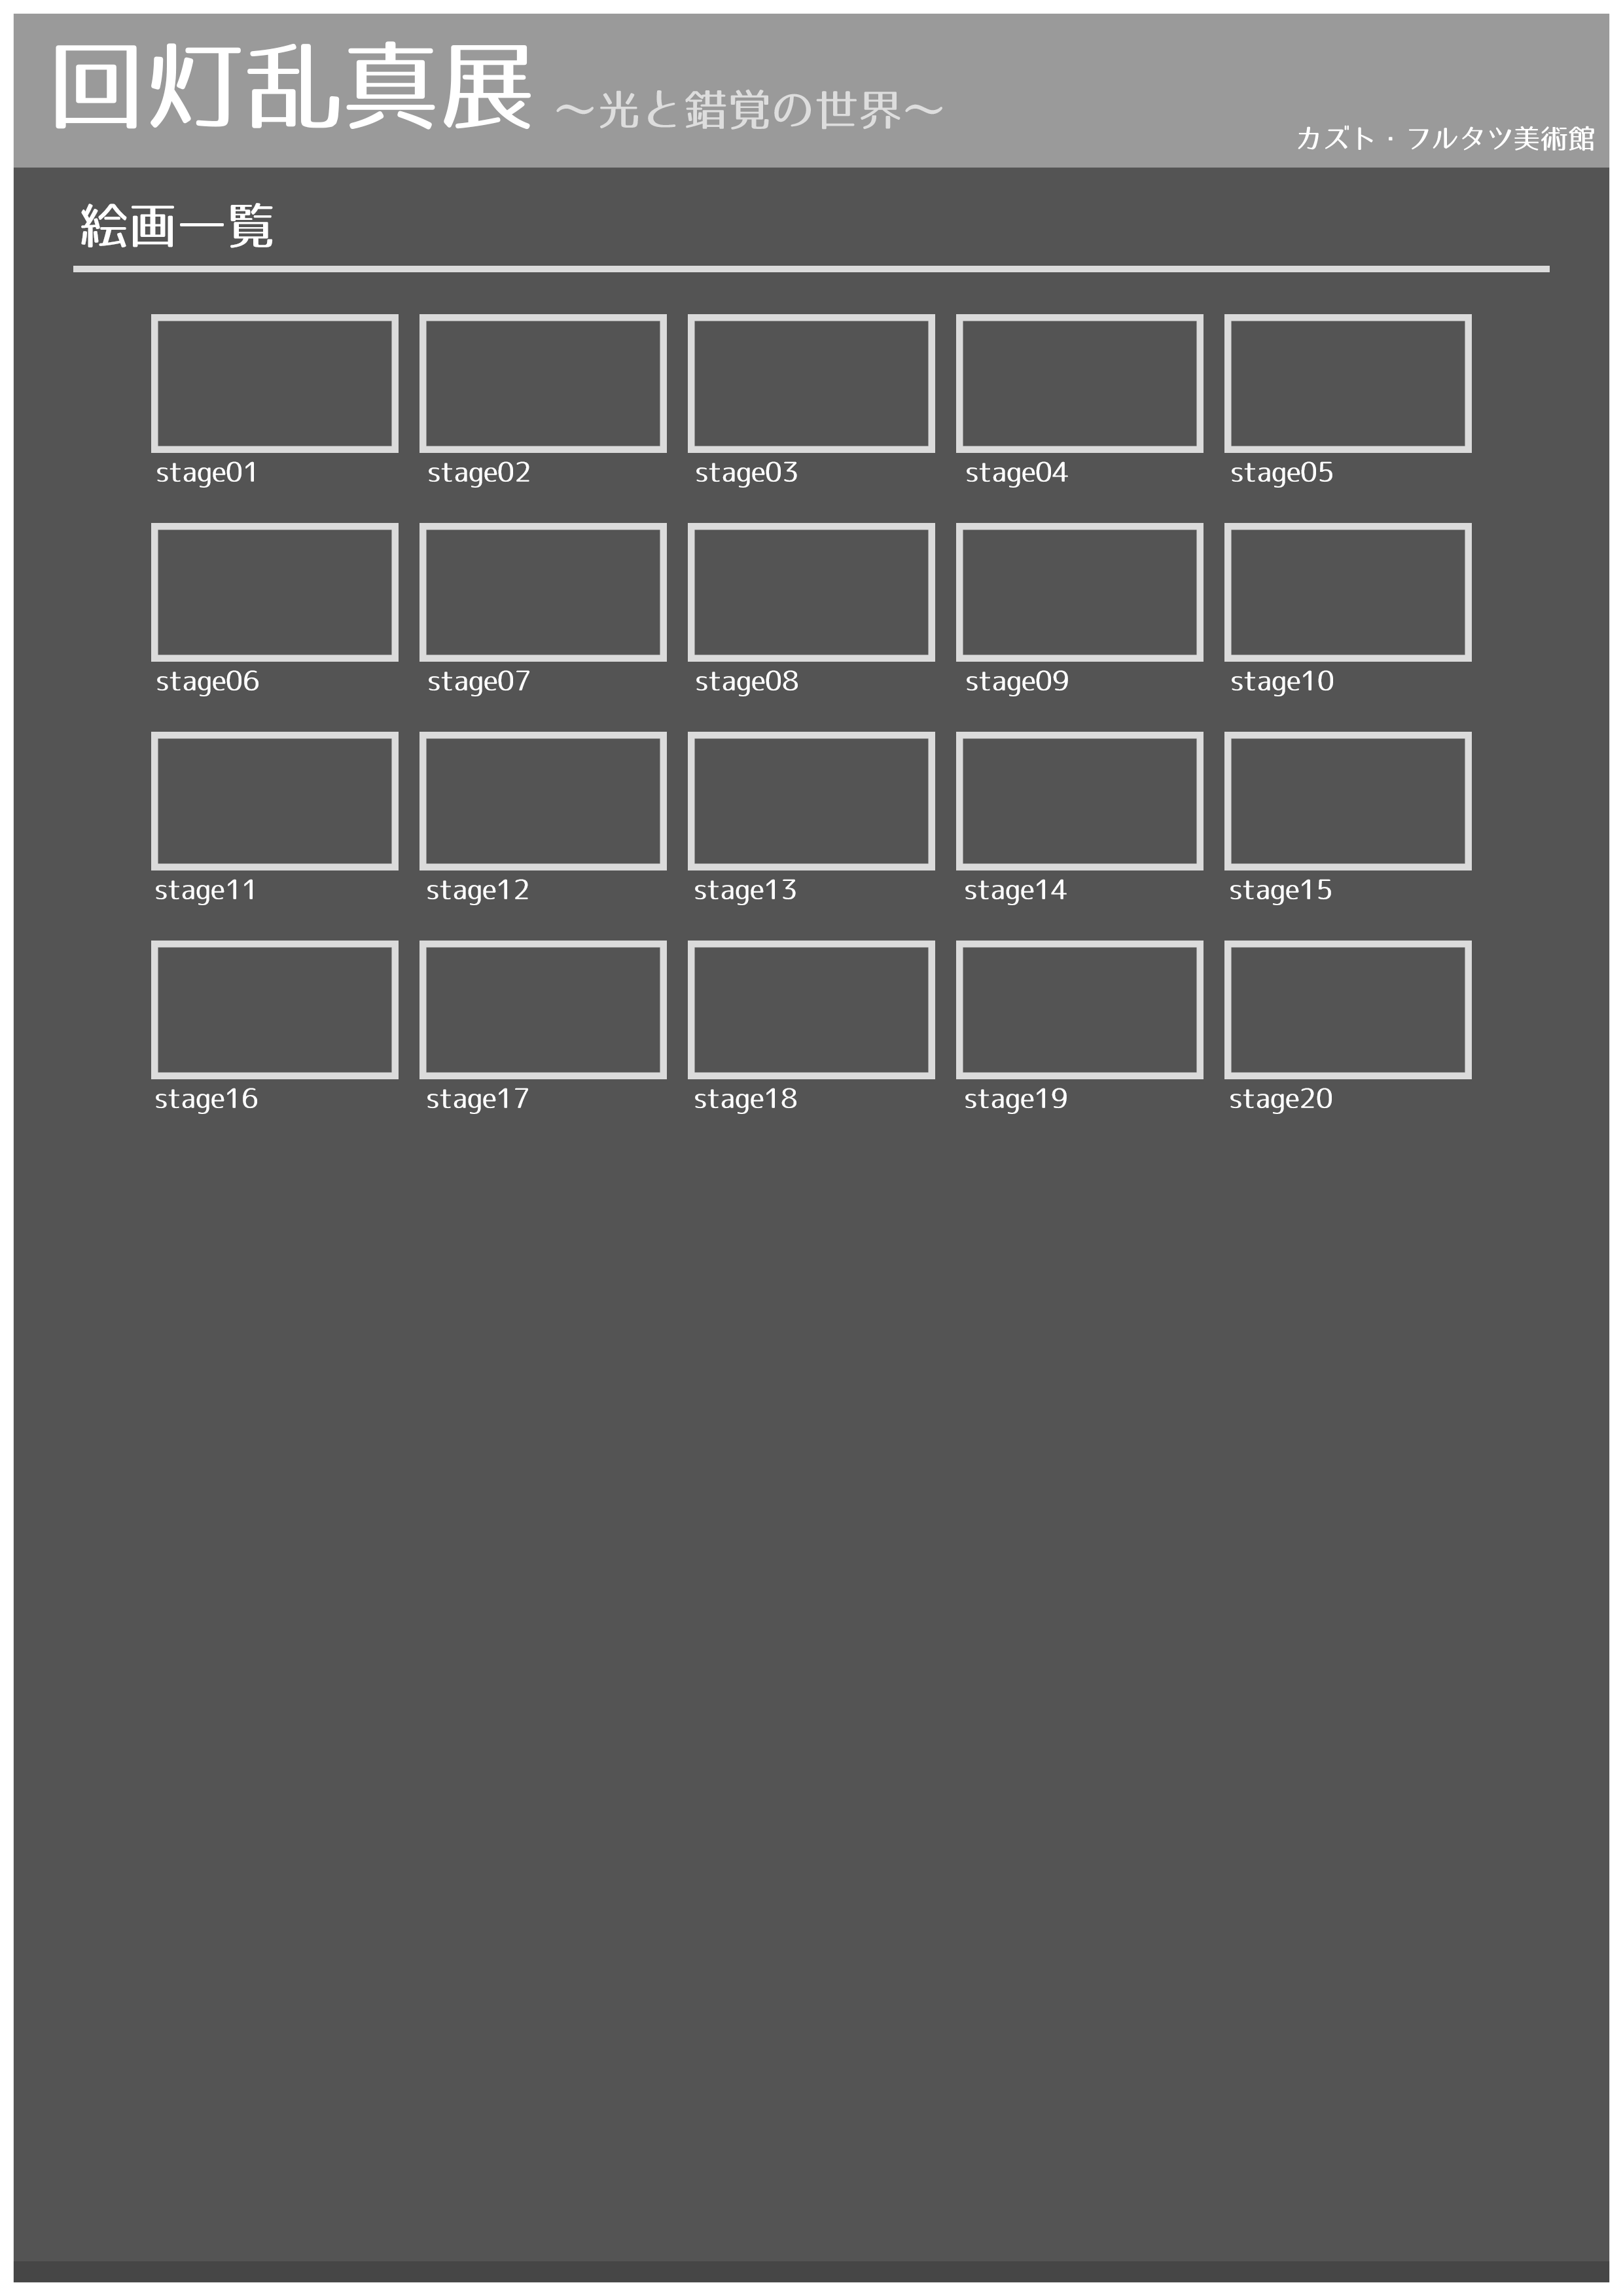 回灯乱真展 ～光と錯覚の世界～
カズト・フルタツ美術館
絵画一覧
stage01 stage02 stage03 stage04 stage05
stage06 stage07 stage08 stage09 stage10
stage11 stage12 stage13 stage14 stage15
stage16 stage17 stage18 stage19 stage20